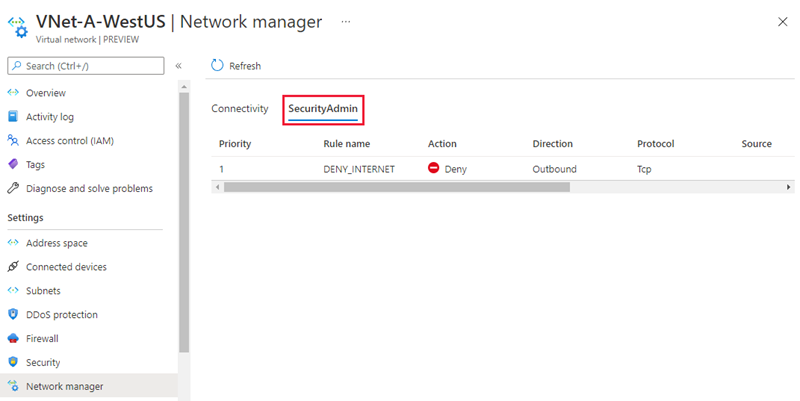 VNet-A-WestUS | Network manager ...
Virtual network | PREVIEW
Search (Ctrl+/)
«
Overview
Activity log
Access control (IAM)
Tags
Diagnose and solve problems
Settings
Address space
Connected devices
Subnets
DDoS protection
Firewall
Security
Network manager
Refresh
Connectivity SecurityAdmin
Priority Rule name Action Direction Protocol Source
1 DENY_INTERNET Deny Outbound Tcp